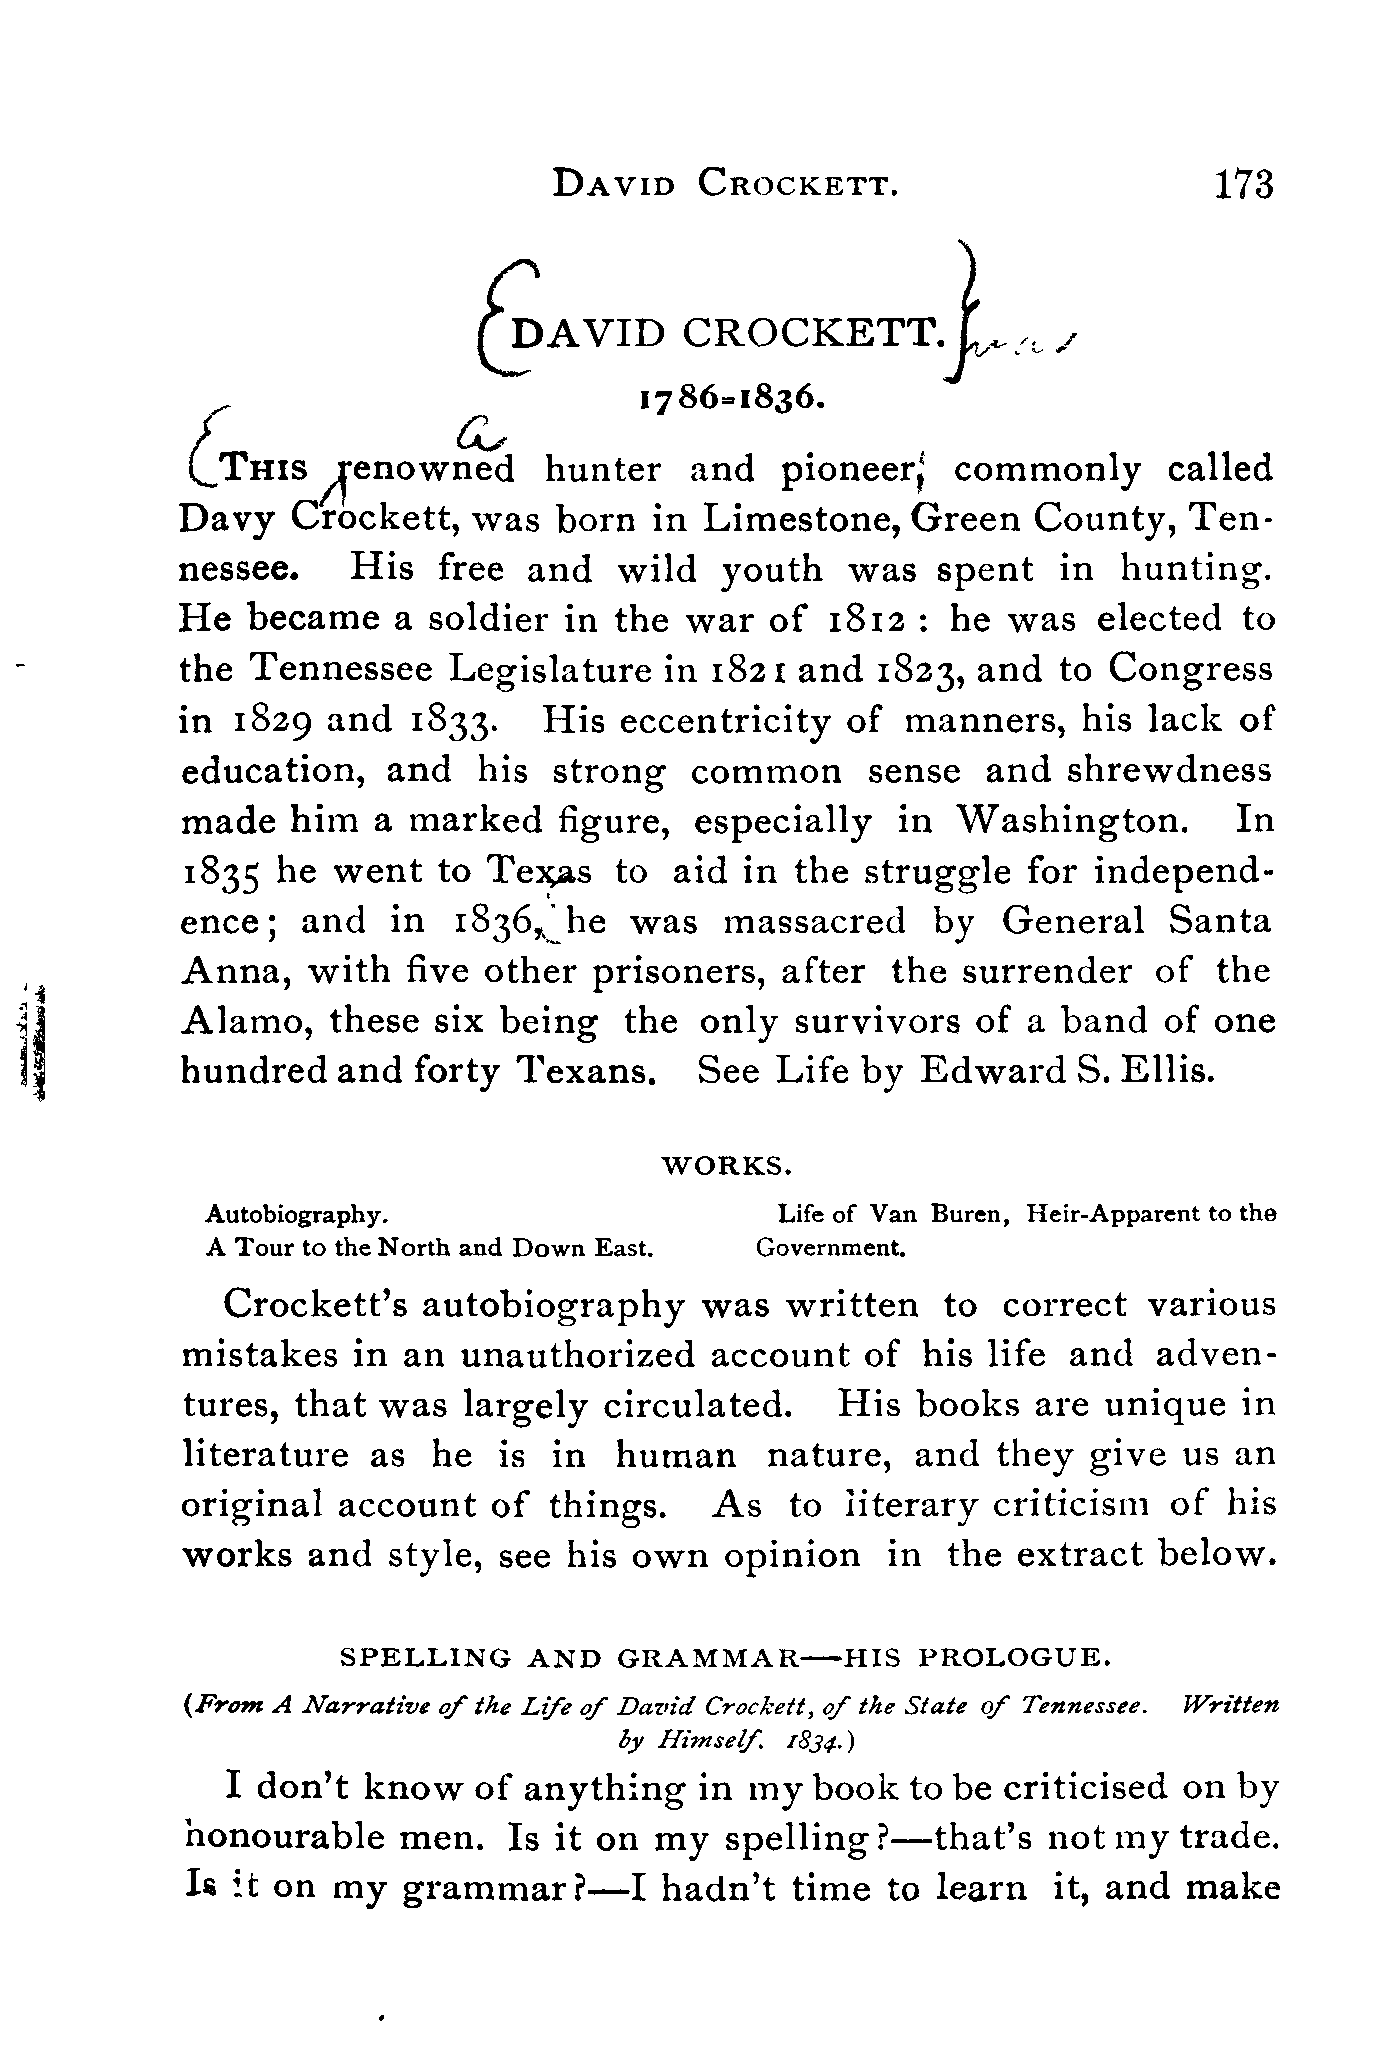 DAVID CROCKETT. 173
DAVID CROCKETT.
1786=1836.
a
THIS renowned hunter and pioneer, commonly called
Davy Crockett, was born in Limestone, Green County, Ten-
nessee. His free and wild youth was spent in hunting.
He became a soldier in the war of 1812 : he was elected to
the Tennessee Legislature in 1821 and 1823, and to Congress
in 1829 and 1833. His eccentricity of manners, his lack of
education, and his strong common sense and shrewdness
made him a marked figure, especially in Washington. In
1835 he went to Texas to aid in the struggle for independ-
ence; and in 1836, he was massacred by General Santa
Anna, with five other prisoners, after the surrender of the
Alamo, these six being the only survivors of a band of one
hundred and forty Texans. See Life by Edward S. Ellis.
WORKS.
Autobiography. Life of Van Buren, Heir-Apparent to the
A Tour to the North and Down East. Government.
Crockett's autobiography was written to correct various
mistakes in an unauthorized account of his life and adven-
tures, that was largely circulated. His books are unique in
literature as he is in human nature, and they give us an
original account of things. As to literary criticism of his
works and style, see his own opinion in the extract below.
SPELLING AND GRAMMAR—HIS PROLOGUE.
(From A Narrative of the Life of David Crockett, of the State of Tennessee. Written
by Himself. 1834.)
I don't know of anything in my book to be criticised on by
honourable men. Is it on my spelling?—that's not my trade.
Is it on my grammar?—I hadn't time to learn it, and make